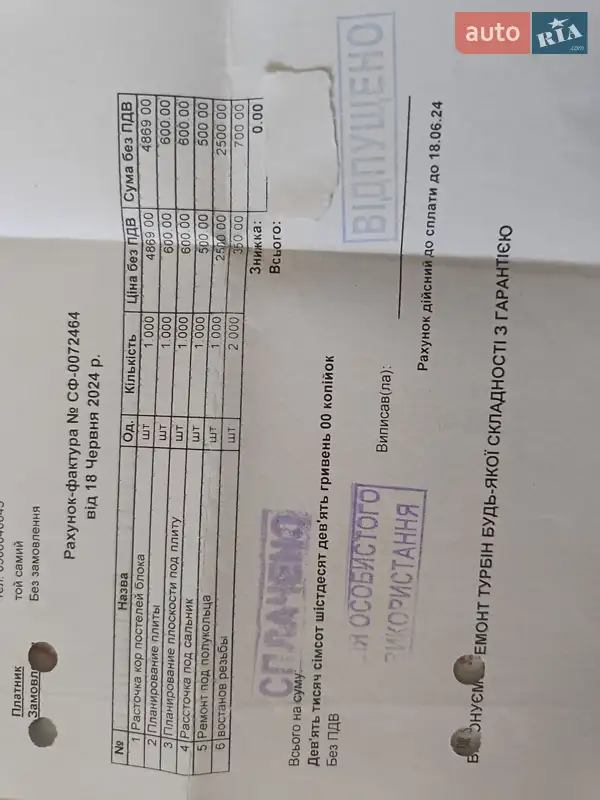 auto RIA .com
Платник той самий
Замовл Без замовлення
Рахунок-фактура № СФ-0072464
від 18 Червня 2024 р.
№ Назва Од. Кількість Ціна без ПДВ Сума без ПДВ
1 Расточка кор постелей блока шт 1.000 4869.00 4869.00
2 Планирование плиты шт 1.000 600.00 600.00
3 Планирование плоскости под плиту шт 1.000 600.00 600.00
4 Рассточка под сальник шт 1.000 500.00 500.00
5 Ремонт под полукольца шт 1.000 2500.00 2500.00
6 востанов резьбы шт 2.000 350.00 700.00
Знижка: 0.00
Всього:
Всього на суму:
Дев'ять тисяч сімсот шістдесят дев'ять гривень 00 копійок
Без ПДВ
СПЛАЧЕНО
ВІДПУЩЕНО
ОСОБИСТОГО
ВИКОРИСТАННЯ
Виписав(ла):
Рахунок дійсний до сплати до 18.06.24
ЕМОНТ ТУРБІН БУДЬ-ЯКОЇ СКЛАДНОСТІ З ГАРАНТІЄЮ